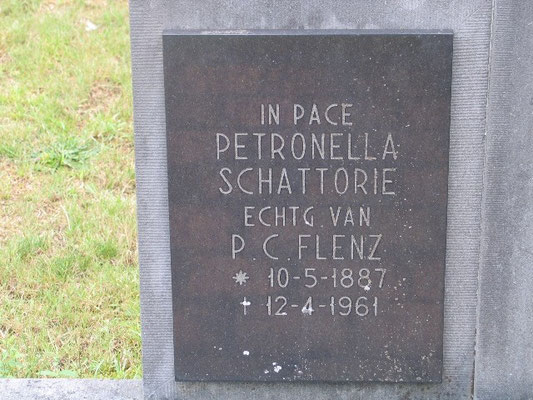 IN PACE
PETRONELLA
SCHATTORIE
ECHTG. VAN
P. C. FLENZ
* 10-5-1887
† 12-4-1961